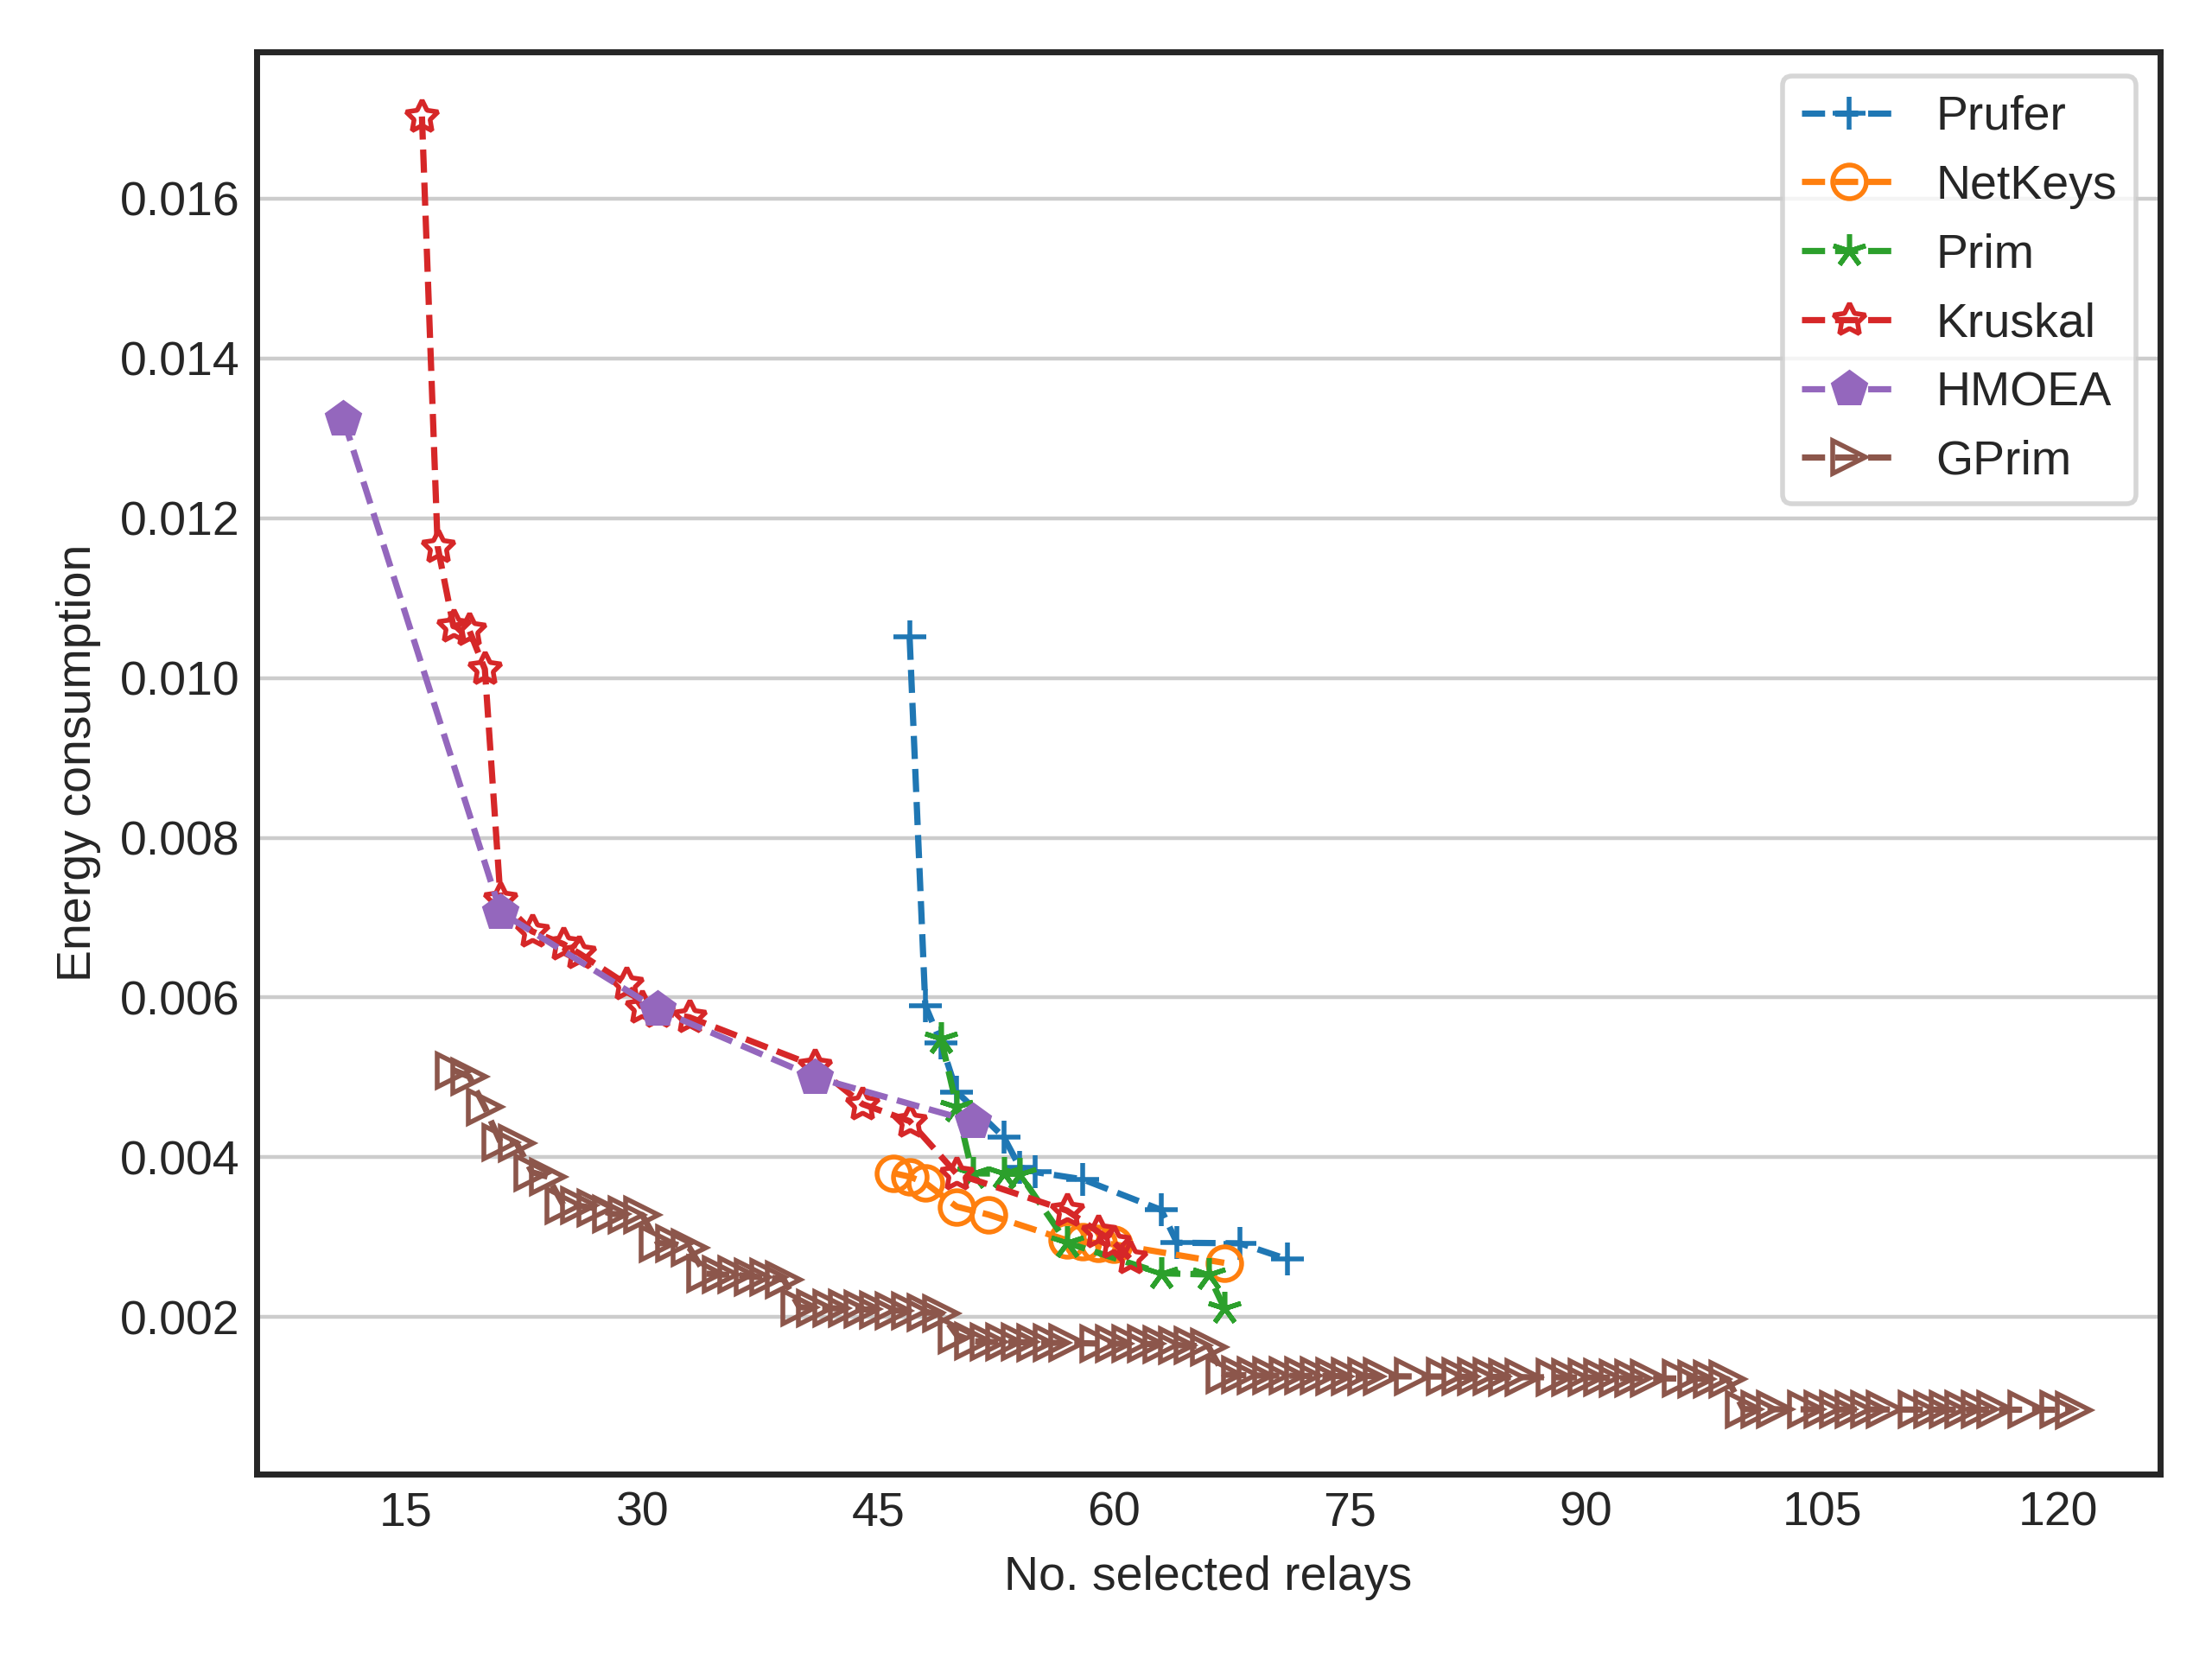 Prufer
NetKeys
Prim
Kruskal
HMOEA
GPrim
0.016
0.014
0.012
0.010
0.008
0.006
0.004
0.002
Energy consumption
15 30 45 60 75 90 105 120
No. selected relays